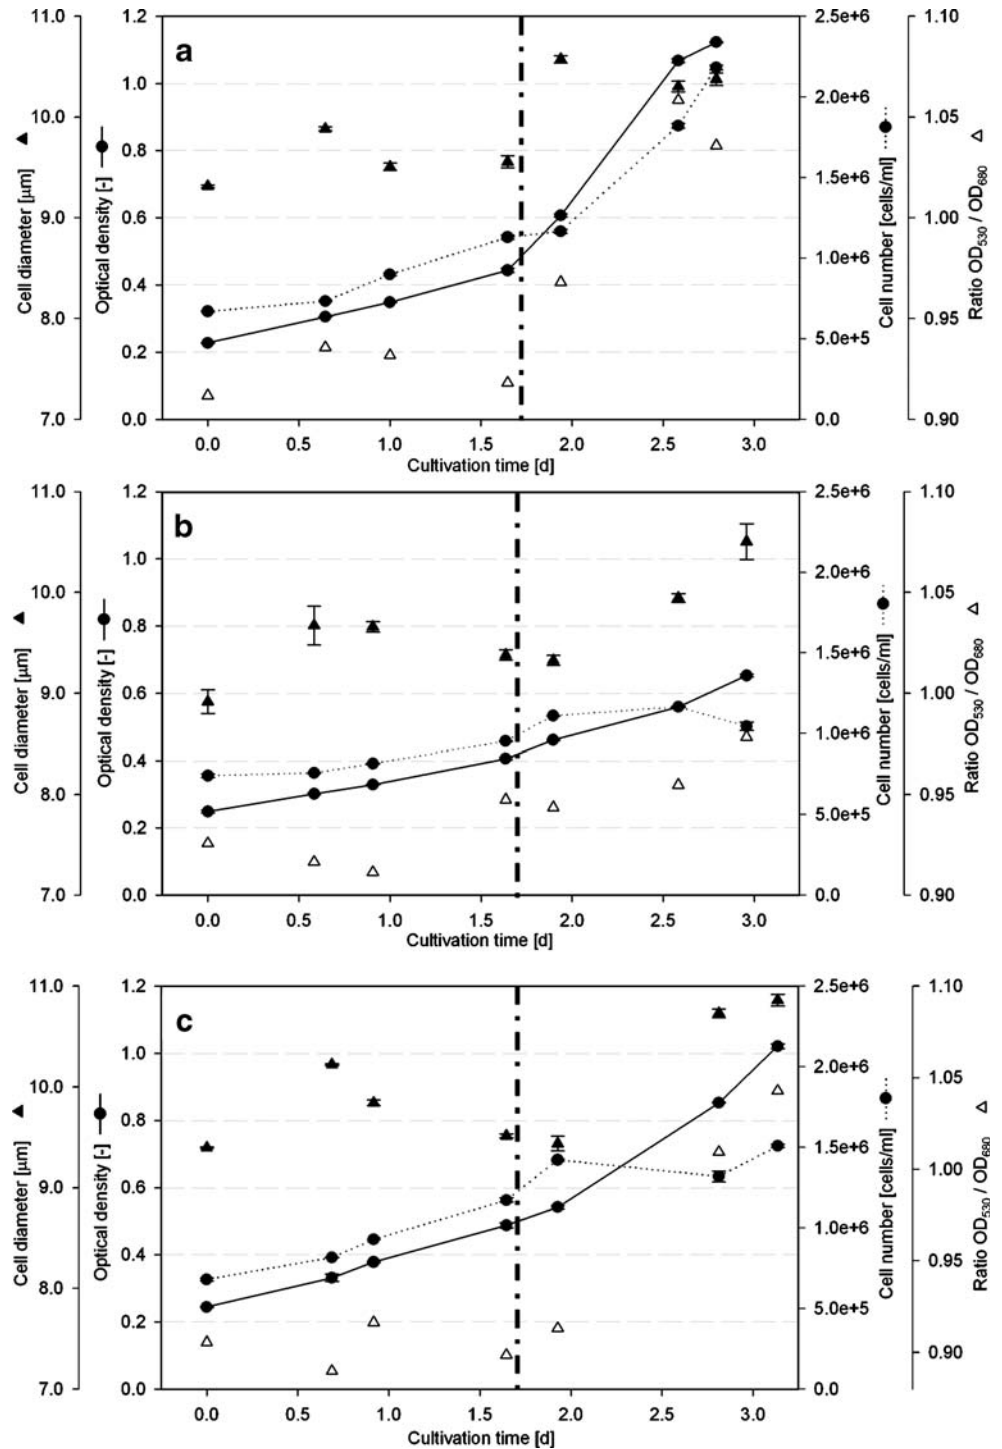 a
11.0
10.0
9.0
8.0
7.0
Cell diameter [µm]
1.2
1.0
0.8
0.6
0.4
0.2
0.0
Optical density [-]
2.5e+6
2.0e+6
1.5e+6
1.0e+6
5.0e+5
0.0
Cell number [cells/ml]
1.10
1.05
1.00
0.95
0.90
Ratio OD530 / OD680
0.0 0.5 1.0 1.5 2.0 2.5 3.0
Cultivation time [d]
b
11.0
10.0
9.0
8.0
7.0
Cell diameter [µm]
1.2
1.0
0.8
0.6
0.4
0.2
0.0
Optical density [-]
2.5e+6
2.0e+6
1.5e+6
1.0e+6
5.0e+5
0.0
Cell number [cells/ml]
1.10
1.05
1.00
0.95
0.90
Ratio OD530 / OD680
0.0 0.5 1.0 1.5 2.0 2.5 3.0
Cultivation time [d]
c
11.0
10.0
9.0
8.0
7.0
Cell diameter [µm]
1.2
1.0
0.8
0.6
0.4
0.2
0.0
Optical density [-]
2.5e+6
2.0e+6
1.5e+6
1.0e+6
5.0e+5
0.0
Cell number [cells/ml]
1.10
1.05
1.00
0.95
0.90
Ratio OD530 / OD680
0.0 0.5 1.0 1.5 2.0 2.5 3.0
Cultivation time [d]